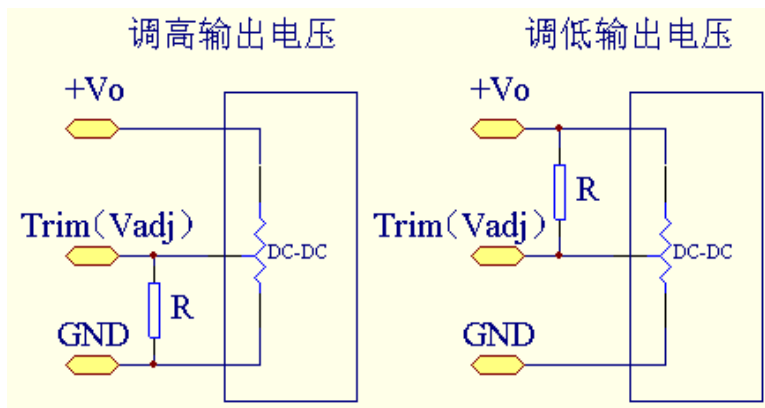 调高输出电压
+Vo
Trim(Vadj)
DC-DC
R
GND
调低输出电压
+Vo
R
Trim(Vadj)
DC-DC
GND